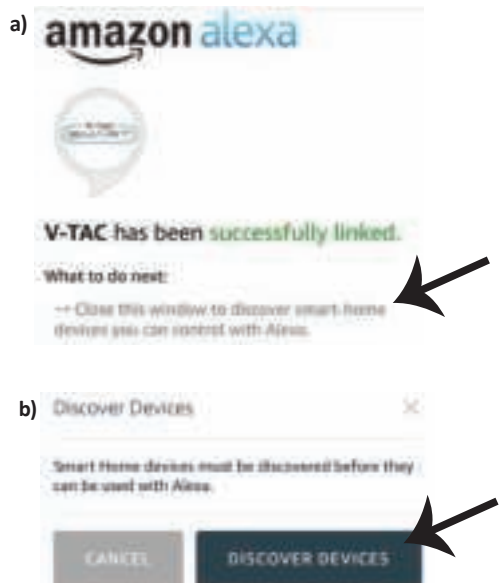 a)
amazon alexa
V-TAC has been successfully linked.
What to do next:
→ Close this window to discover smart-home
devices you can control with Alexa.
b) Discover Devices ×
Smart Home devices must be discovered before they
can be used with Alexa.
CANCEL DISCOVER DEVICES